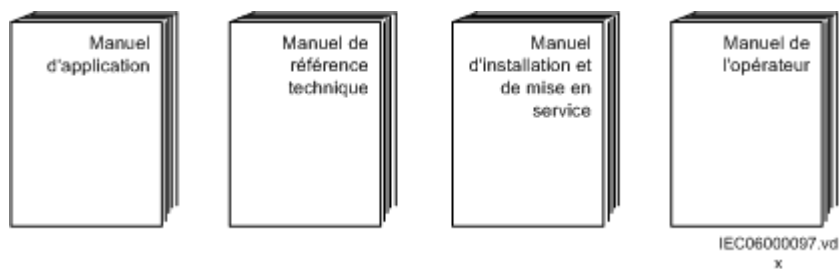 Manuel
d'application
Manuel de
référence
technique
Manuel
d'installation et
de mise en
service
Manuel de
l'opérateur
IEC06000097.vd
x